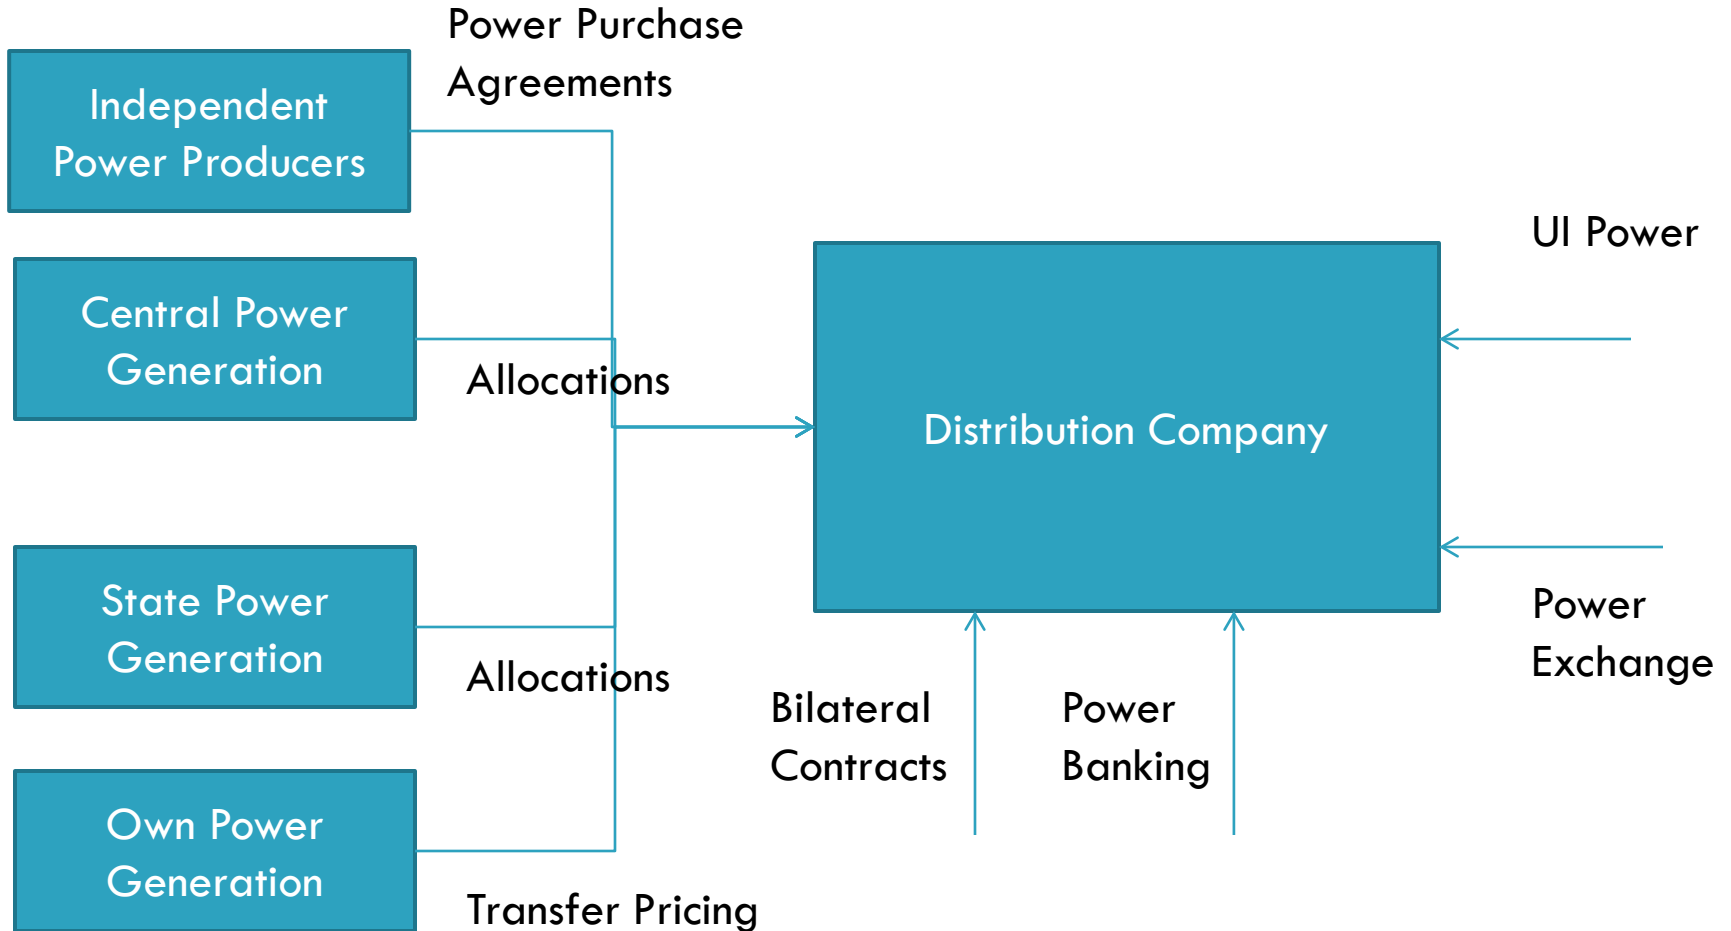 Power Purchase
Agreements
Independent
Power Producers
Central Power
Generation
Allocations
State Power
Generation
Allocations
Own Power
Generation
Transfer Pricing
Distribution Company
UI Power
Power
Exchange
Bilateral
Contracts
Power
Banking